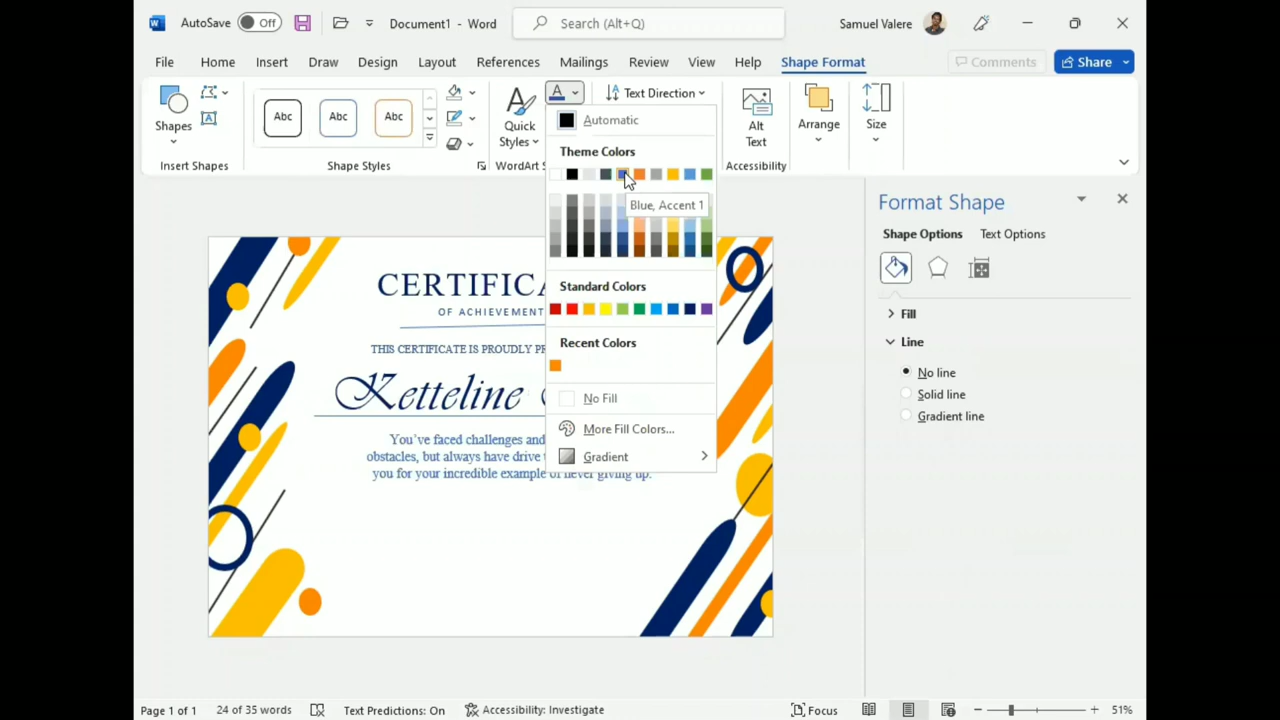 AutoSave Off Document1 - Word Search (Alt+Q) Samuel Valere
File Home Insert Draw Design Layout References Mailings Review View Help Shape Format Comments Share
Shapes
Insert Shapes
Abc Abc Abc
Shape Styles
Quick
Styles
WordArt
A
Text Direction
Alt
Text
Accessibility
Arrange
Size
Automatic
Theme Colors
Blue, Accent 1
Standard Colors
Recent Colors
No Fill
More Fill Colors...
Gradient
CERTIFICA
OF ACHIEVEMENT
THIS CERTIFICATE IS PROUDLY PR
Ketteline
You've faced challenges and
obstacles, but always have drive
you for your incredible example of never giving up.
Format Shape
Shape Options Text Options
Fill
Line
No line
Solid line
Gradient line
Page 1 of 1 24 of 35 words Text Predictions: On Accessibility: Investigate Focus 51%